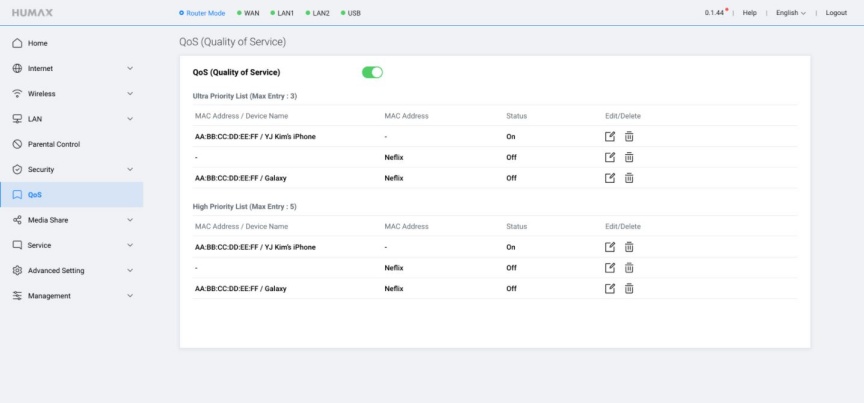 HUMAX
Router Mode WAN LAN1 LAN2 USB
0.1.44 | Help | English | Logout
Home
Internet
Wireless
LAN
Parental Control
Security
QoS
Media Share
Service
Advanced Setting
Management
QoS (Quality of Service)
QoS (Quality of Service)
Ultra Priority List (Max Entry : 3)
MAC Address / Device Name MAC Address Status Edit/Delete
AA:BB:CC:DD:EE:FF / YJ Kim's iPhone - On
- Neflix Off
AA:BB:CC:DD:EE:FF / Galaxy Neflix Off
High Priority List (Max Entry : 5)
MAC Address / Device Name MAC Address Status Edit/Delete
AA:BB:CC:DD:EE:FF / YJ Kim's iPhone - On
- Neflix Off
AA:BB:CC:DD:EE:FF / Galaxy Neflix Off